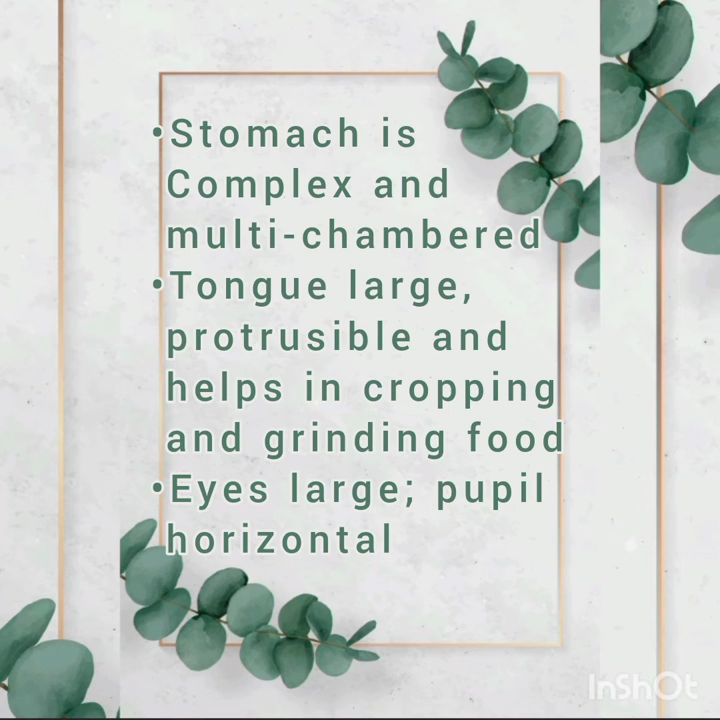 •Stomach is
Complex and
multi-chambered
•Tongue large,
protrusible and
helps in cropping
and grinding food
•Eyes large; pupil
horizontal
InShOt